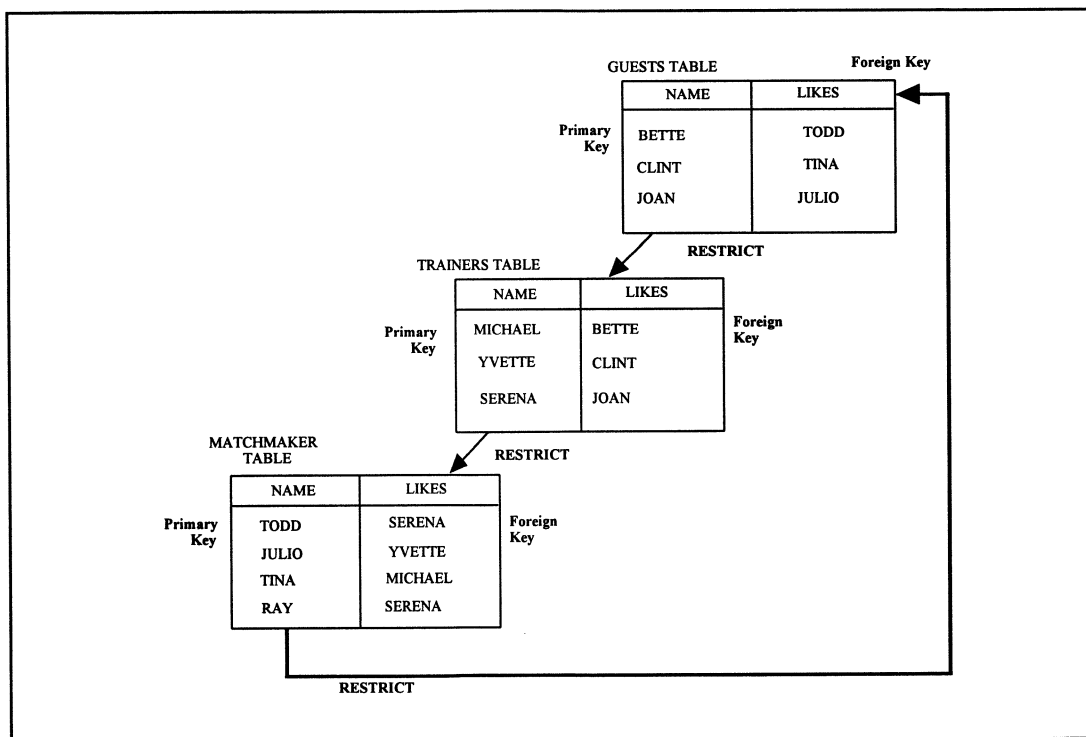 Foreign Key
GUESTS TABLE
NAME LIKES
Primary
Key
BETTE TODD
CLINT TINA
JOAN JULIO
RESTRICT
TRAINERS TABLE
NAME LIKES
Primary
Key
Foreign
Key
MICHAEL BETTE
YVETTE CLINT
SERENA JOAN
RESTRICT
MATCHMAKER
TABLE
NAME LIKES
Primary
Key
Foreign
Key
TODD SERENA
JULIO YVETTE
TINA MICHAEL
RAY SERENA
RESTRICT